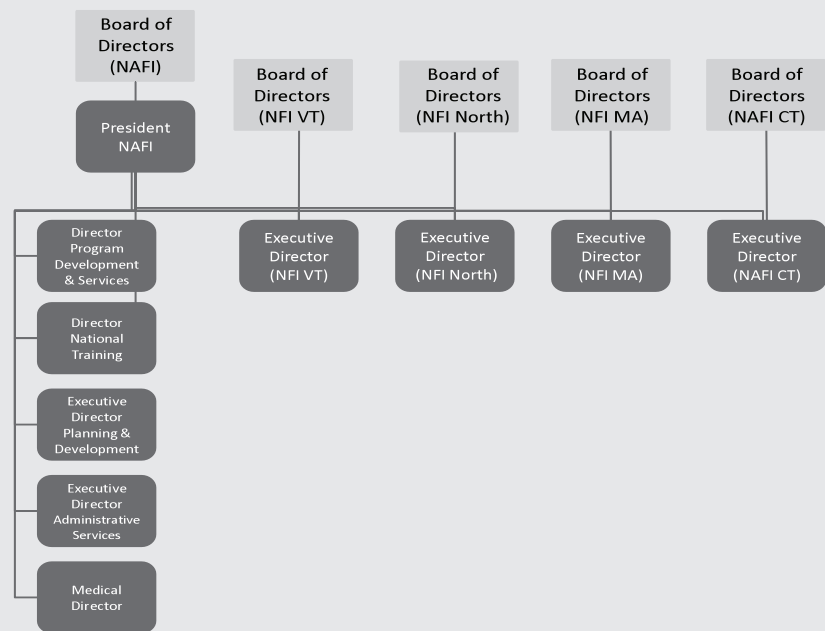 Board of
Directors
(NAFI)
President
NAFI
Board of
Directors
(NFI VT)
Board of
Directors
(NFI North)
Board of
Directors
(NFI MA)
Board of
Directors
(NAFI CT)
Director
Program
Development
& Services
Executive
Director
(NFI VT)
Executive
Director
(NFI North)
Executive
Director
(NFI MA)
Executive
Director
(NAFI CT)
Director
National
Training
Executive
Director
Planning &
Development
Executive
Director
Administrative
Services
Medical
Director